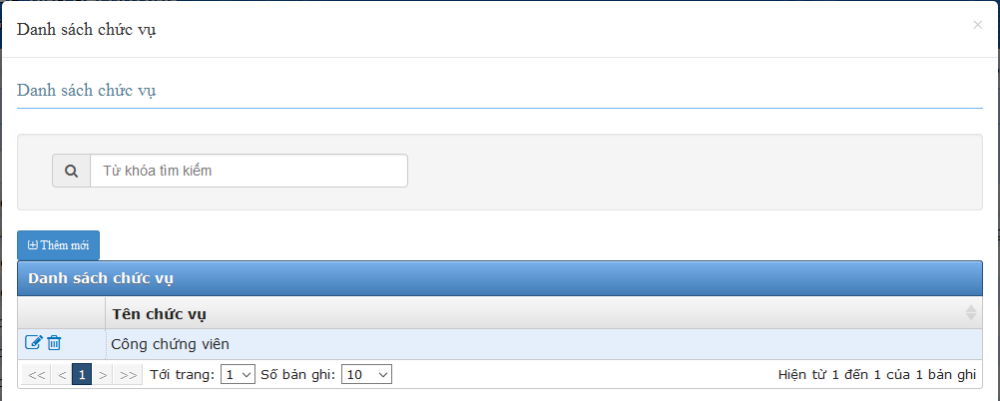 Danh sách chức vụ ×
Danh sách chức vụ
Từ khóa tìm kiếm
Thêm mới
Danh sách chức vụ
Tên chức vụ
Công chứng viên
<< < 1 > >> Tới trang: 1 Số bản ghi: 10 Hiện từ 1 đến 1 của 1 bản ghi